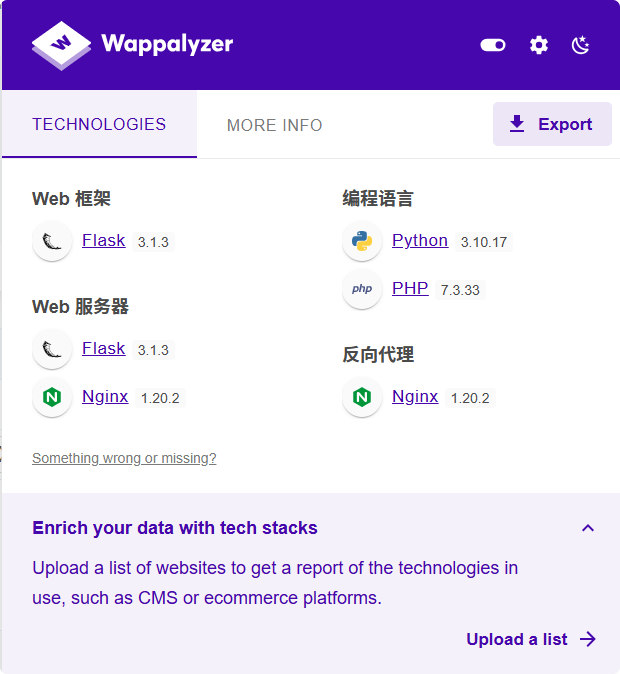 Wappalyzer
TECHNOLOGIES
MORE INFO
Export
Web 框架
Flask 3.1.3
Web 服务器
Flask 3.1.3
Nginx 1.20.2
编程语言
Python 3.10.17
php PHP 7.3.33
反向代理
Nginx 1.20.2
Something wrong or missing?
Enrich your data with tech stacks
Upload a list of websites to get a report of the technologies in
use, such as CMS or ecommerce platforms.
Upload a list